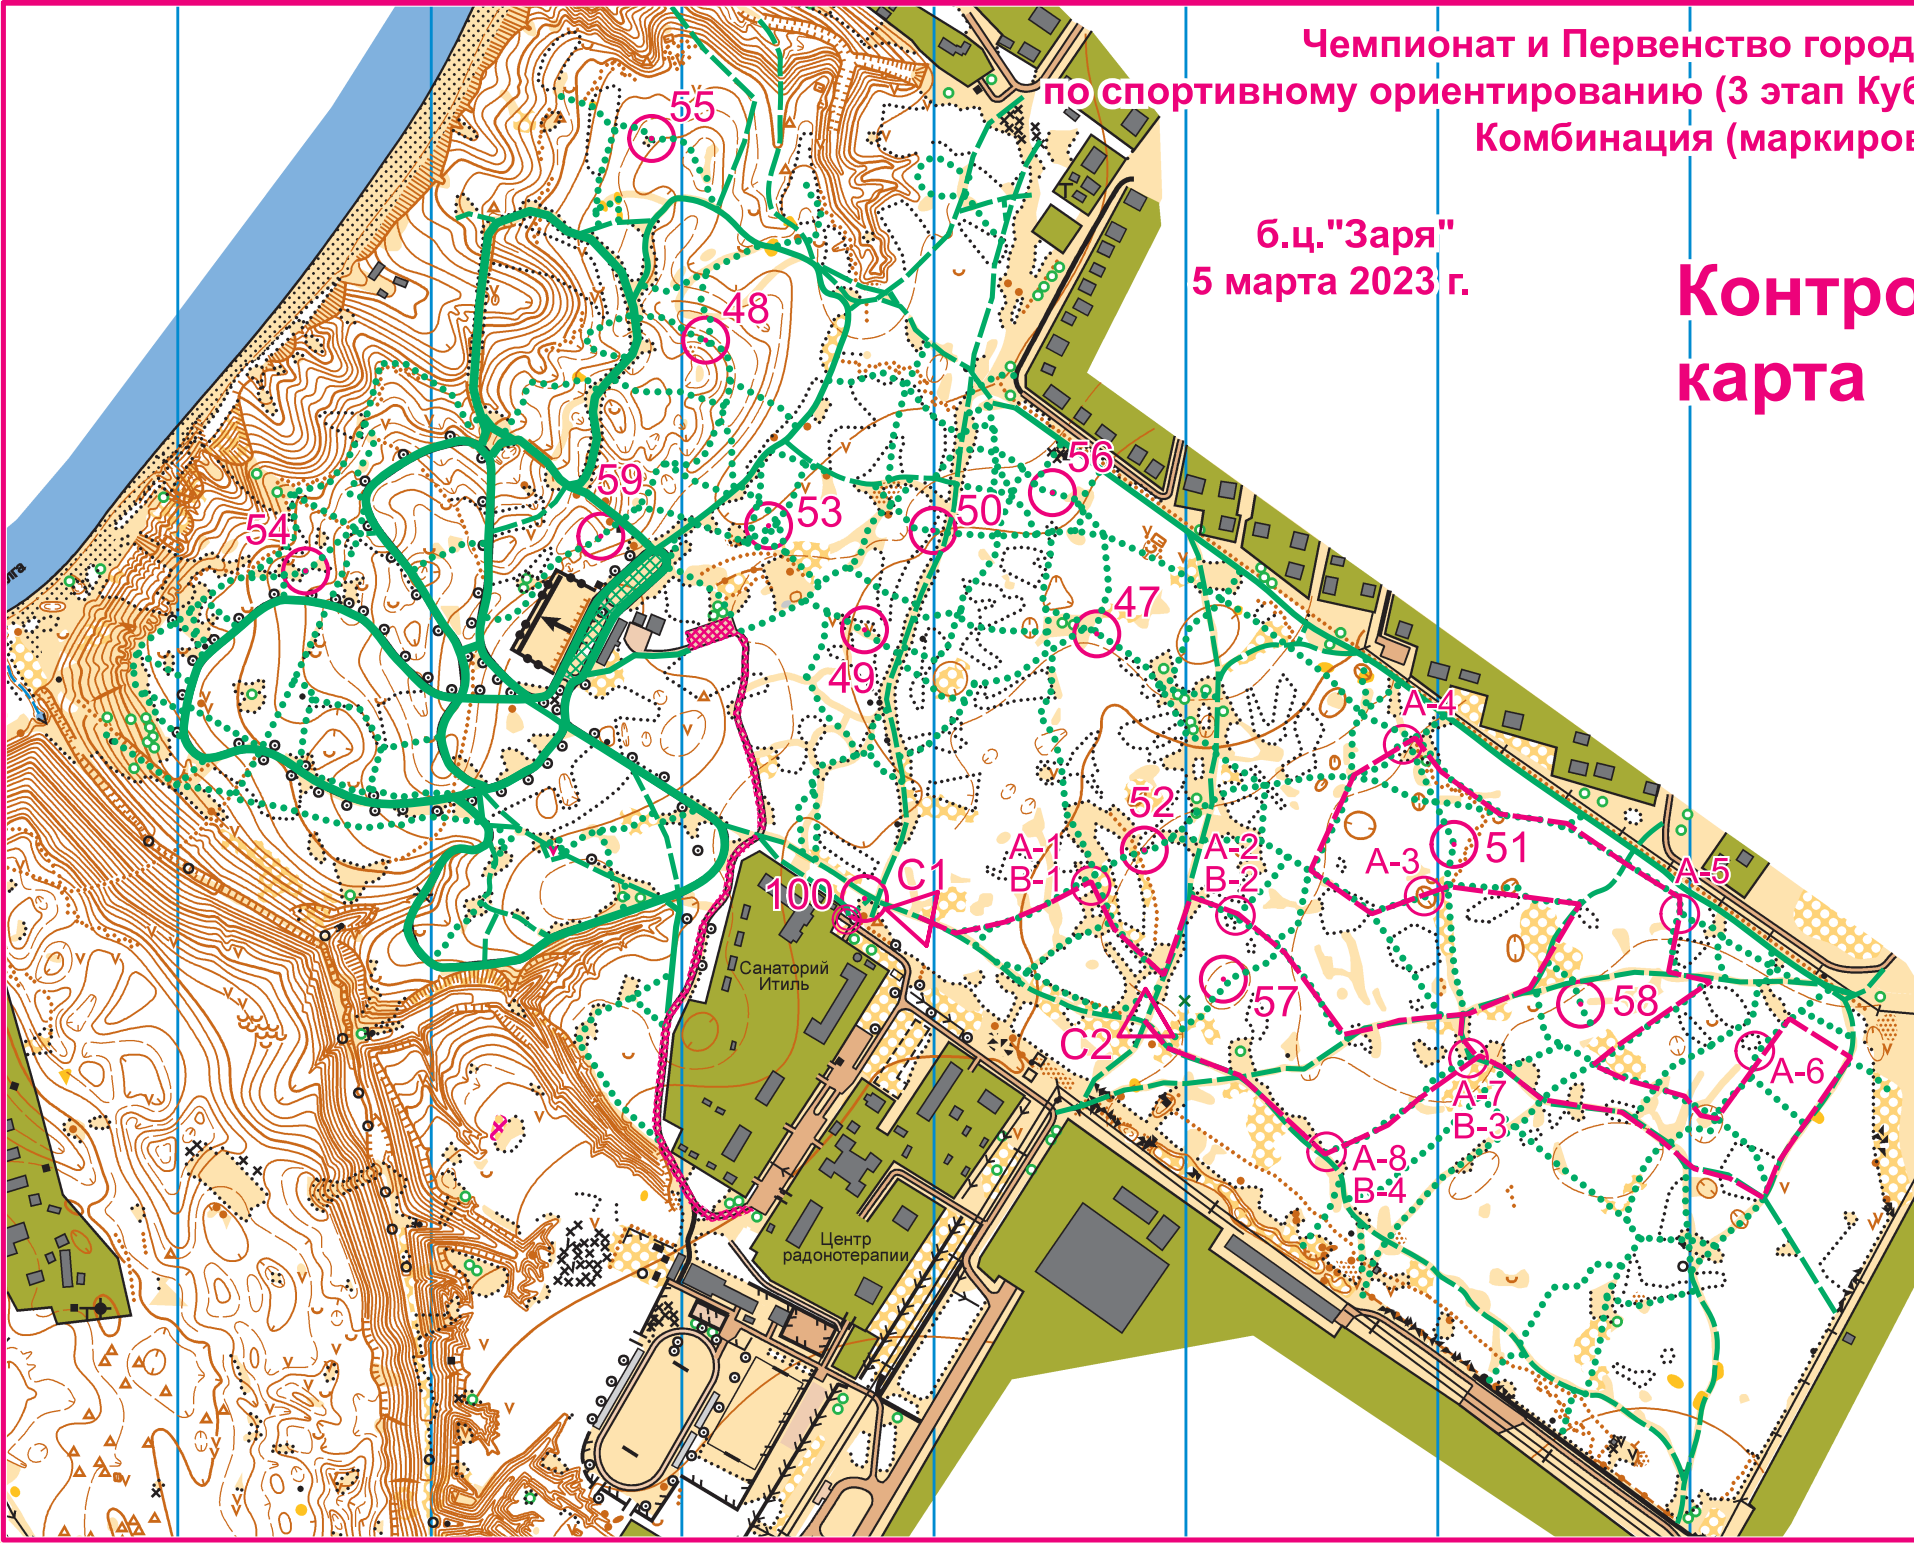 Чемпионат и Первенство город
по спортивному ориентированию (3 этап Куб
Комбинация (маркиров
б.ц."Заря"
5 марта 2023 г.
Контро
карта
55
48
59
54
53
50
56
47
49
52
A-4
51
A-3
A-5
A-1
B-1
A-2
B-2
C1
100
57
58
C2
A-6
A-7
B-3
A-8
B-4
Санаторий
Итиль
Центр
радонотерапии